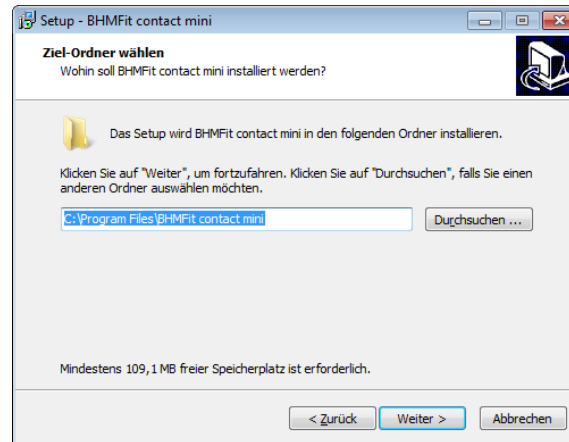 Setup - BHMFit contact mini
Ziel-Ordner wählen
Wohin soll BHMFit contact mini installiert werden?
Das Setup wird BHMFit contact mini in den folgenden Ordner installieren.
Klicken Sie auf "Weiter", um fortzufahren. Klicken Sie auf "Durchsuchen", falls Sie einen
anderen Ordner auswählen möchten.
C:\Program Files\BHMFit contact mini
Durchsuchen ...
Mindestens 109,1 MB freier Speicherplatz ist erforderlich.
< Zurück
Weiter >
Abbrechen